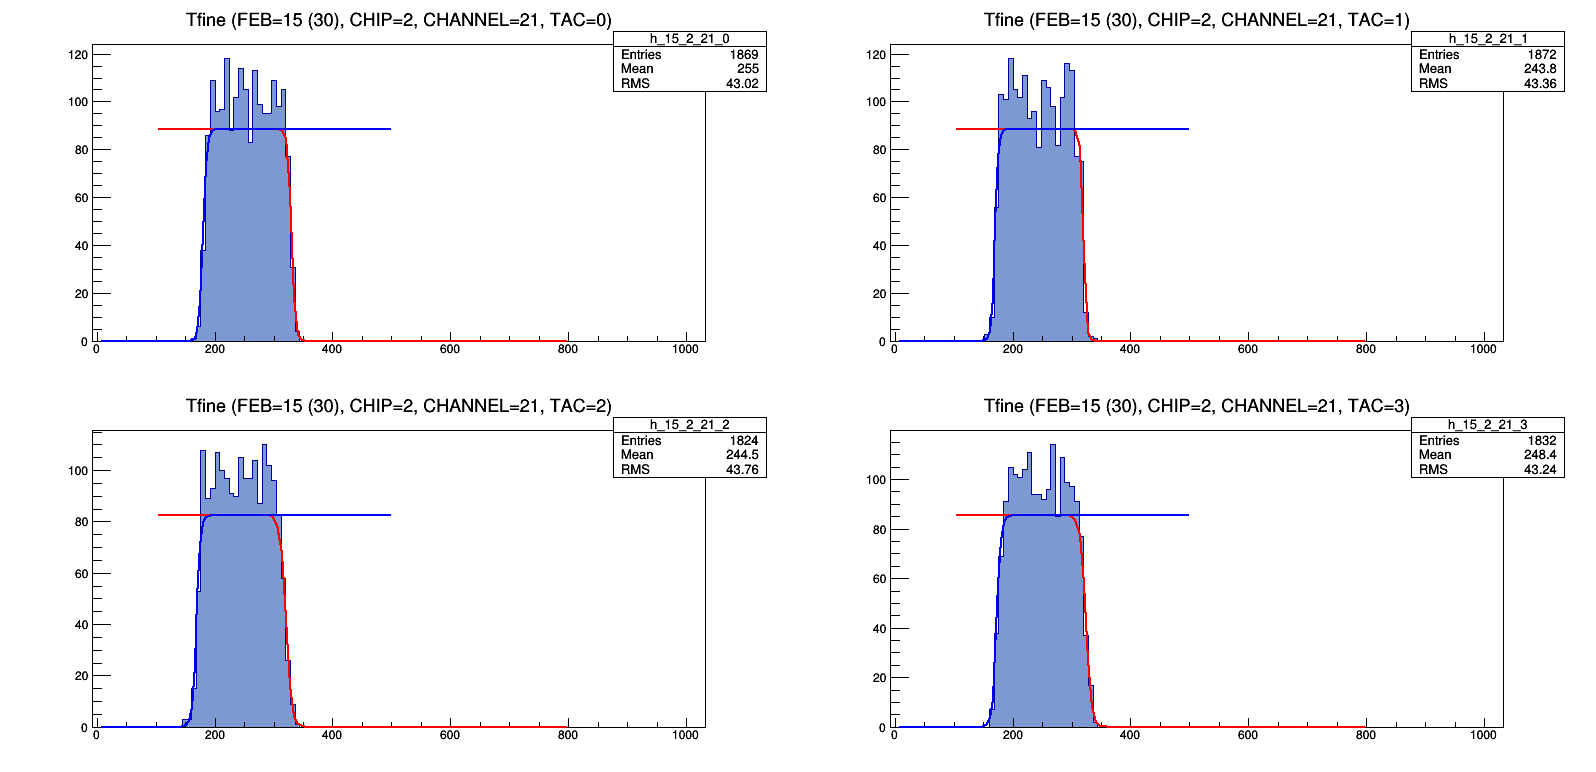 Tfine (FEB=15 (30), CHIP=2, CHANNEL=21, TAC=0)
h_15_2_21_0
Entries 1869
Mean 255
RMS 43.02
120
100
80
60
40
20
0
0 200 400 600 800 1000
Tfine (FEB=15 (30), CHIP=2, CHANNEL=21, TAC=1)
h_15_2_21_1
Entries 1872
Mean 243.8
RMS 43.36
120
100
80
60
40
20
0
0 200 400 600 800 1000
Tfine (FEB=15 (30), CHIP=2, CHANNEL=21, TAC=2)
h_15_2_21_2
Entries 1824
Mean 244.5
RMS 43.76
100
80
60
40
20
0
0 200 400 600 800 1000
Tfine (FEB=15 (30), CHIP=2, CHANNEL=21, TAC=3)
h_15_2_21_3
Entries 1832
Mean 248.4
RMS 43.24
100
80
60
40
20
0
0 200 400 600 800 1000